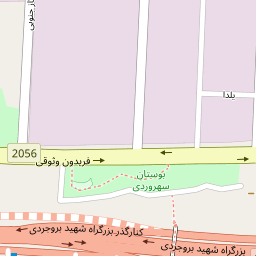 یلدا
2056
فریدون وثوقی
بوستان
سهروردی
کنارگذر بزرگراه شهید بروجردی
بزرگراه شهید بروجردی